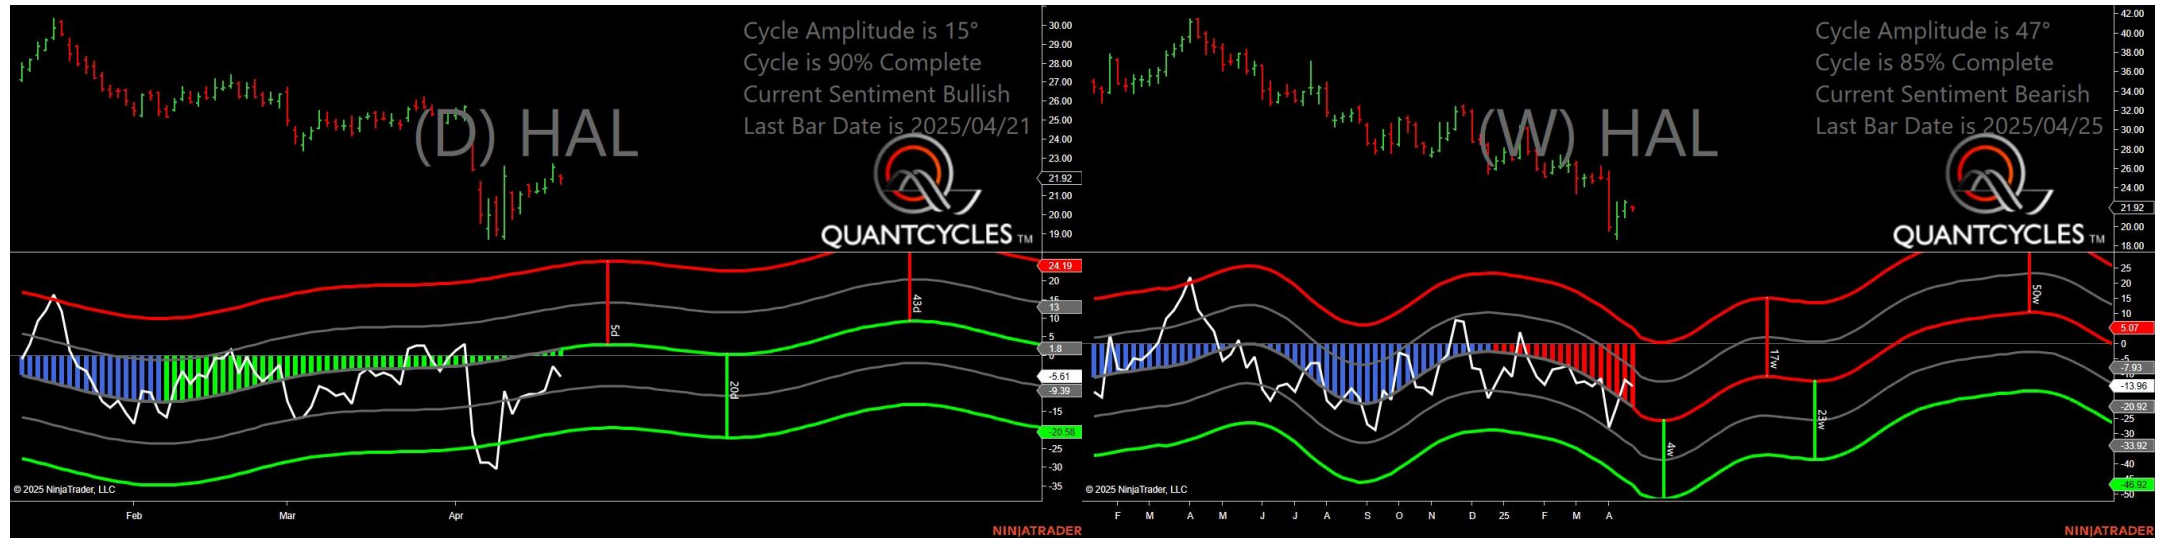 Cycle Amplitude is 15°
Cycle is 90% Complete
Current Sentiment Bullish
Last Bar Date is 2025/04/21
(D) HAL
QUANTCYCLES TM
30.00
29.00
28.00
27.00
26.00
25.00
24.00
23.00
21.92
21.00
20.00
19.00
24.19
20
15
13
10
5
1.8
0
-5.61
-9.39
-15
-20.58
-25
-30
-35
5d
20d
43d
© 2025 NinjaTrader, LLC
Feb Mar Apr
NINJATRADER
Cycle Amplitude is 47°
Cycle is 85% Complete
Current Sentiment Bearish
Last Bar Date is 2025/04/25
(W) HAL
QUANTCYCLES TM
42.00
40.00
38.00
36.00
34.00
32.00
30.00
28.00
26.00
24.00
21.92
20.00
18.00
25
20
15
10
5.07
0
-5
-7.93
-13.96
-20.92
-25
-30
-33.92
-40
-46.92
-50
4w
17w
23w
50w
© 2025 NinjaTrader, LLC
F M A M J J A S O N D 25 F M A
NINJATRADER